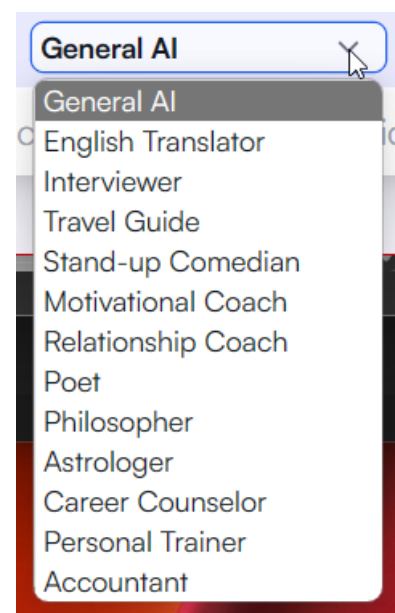 General AI
General AI
English Translator
Interviewer
Travel Guide
Stand-up Comedian
Motivational Coach
Relationship Coach
Poet
Philosopher
Astrologer
Career Counselor
Personal Trainer
Accountant